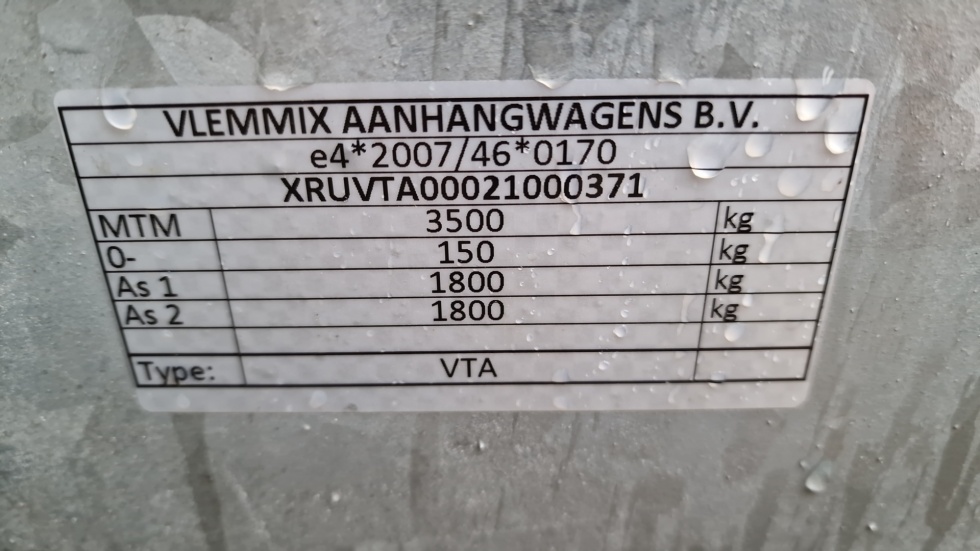 VLEMMIX AANHANGWAGENS B.V.
e4*2007/46*0170
XRUVTA00021000371
MTM 3500 kg
0- 150 kg
As 1 1800 kg
As 2 1800 kg
Type: VTA